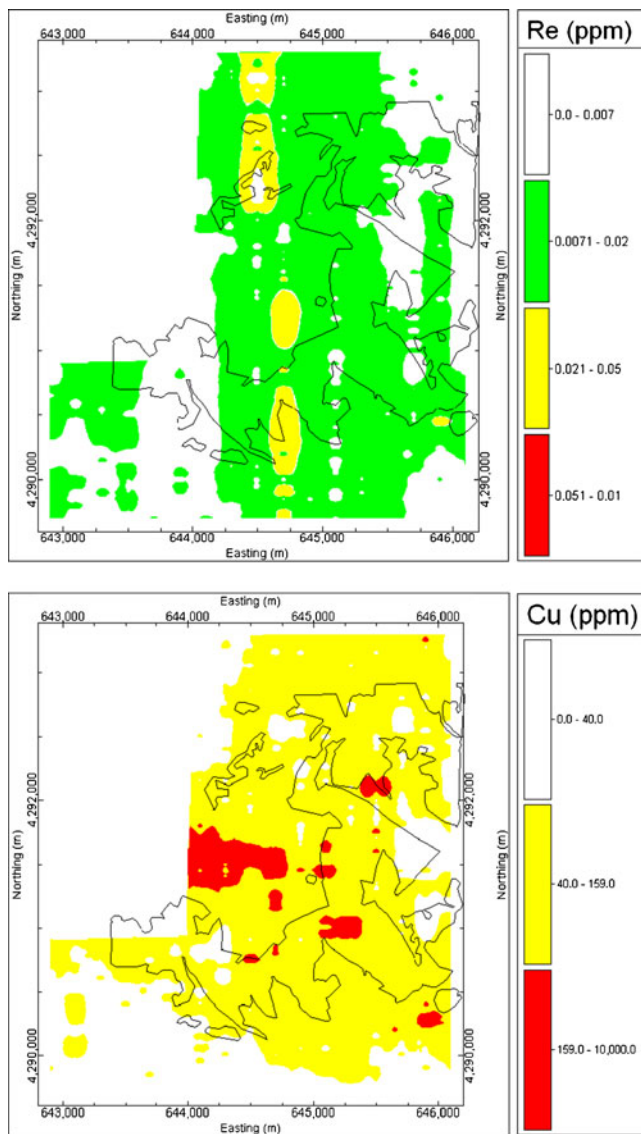 Easting (m)
643,000 644,000 645,000 646,000
Re (ppm)
0.0 - 0.007
0.0071 - 0.02
0.021 - 0.05
0.051 - 0.01
4,292,000
Northing (m)
4,290,000
4,292,000
Northing (m)
4,290,000
643,000 644,000 645,000 646,000
Easting (m)
Easting (m)
643,000 644,000 645,000 646,000
Cu (ppm)
0.0 - 40.0
40.0 - 159.0
159.0 - 10,000.0
4,292,000
Northing (m)
4,290,000
4,292,000
Northing (m)
4,290,000
643,000 644,000 645,000 646,000
Easting (m)